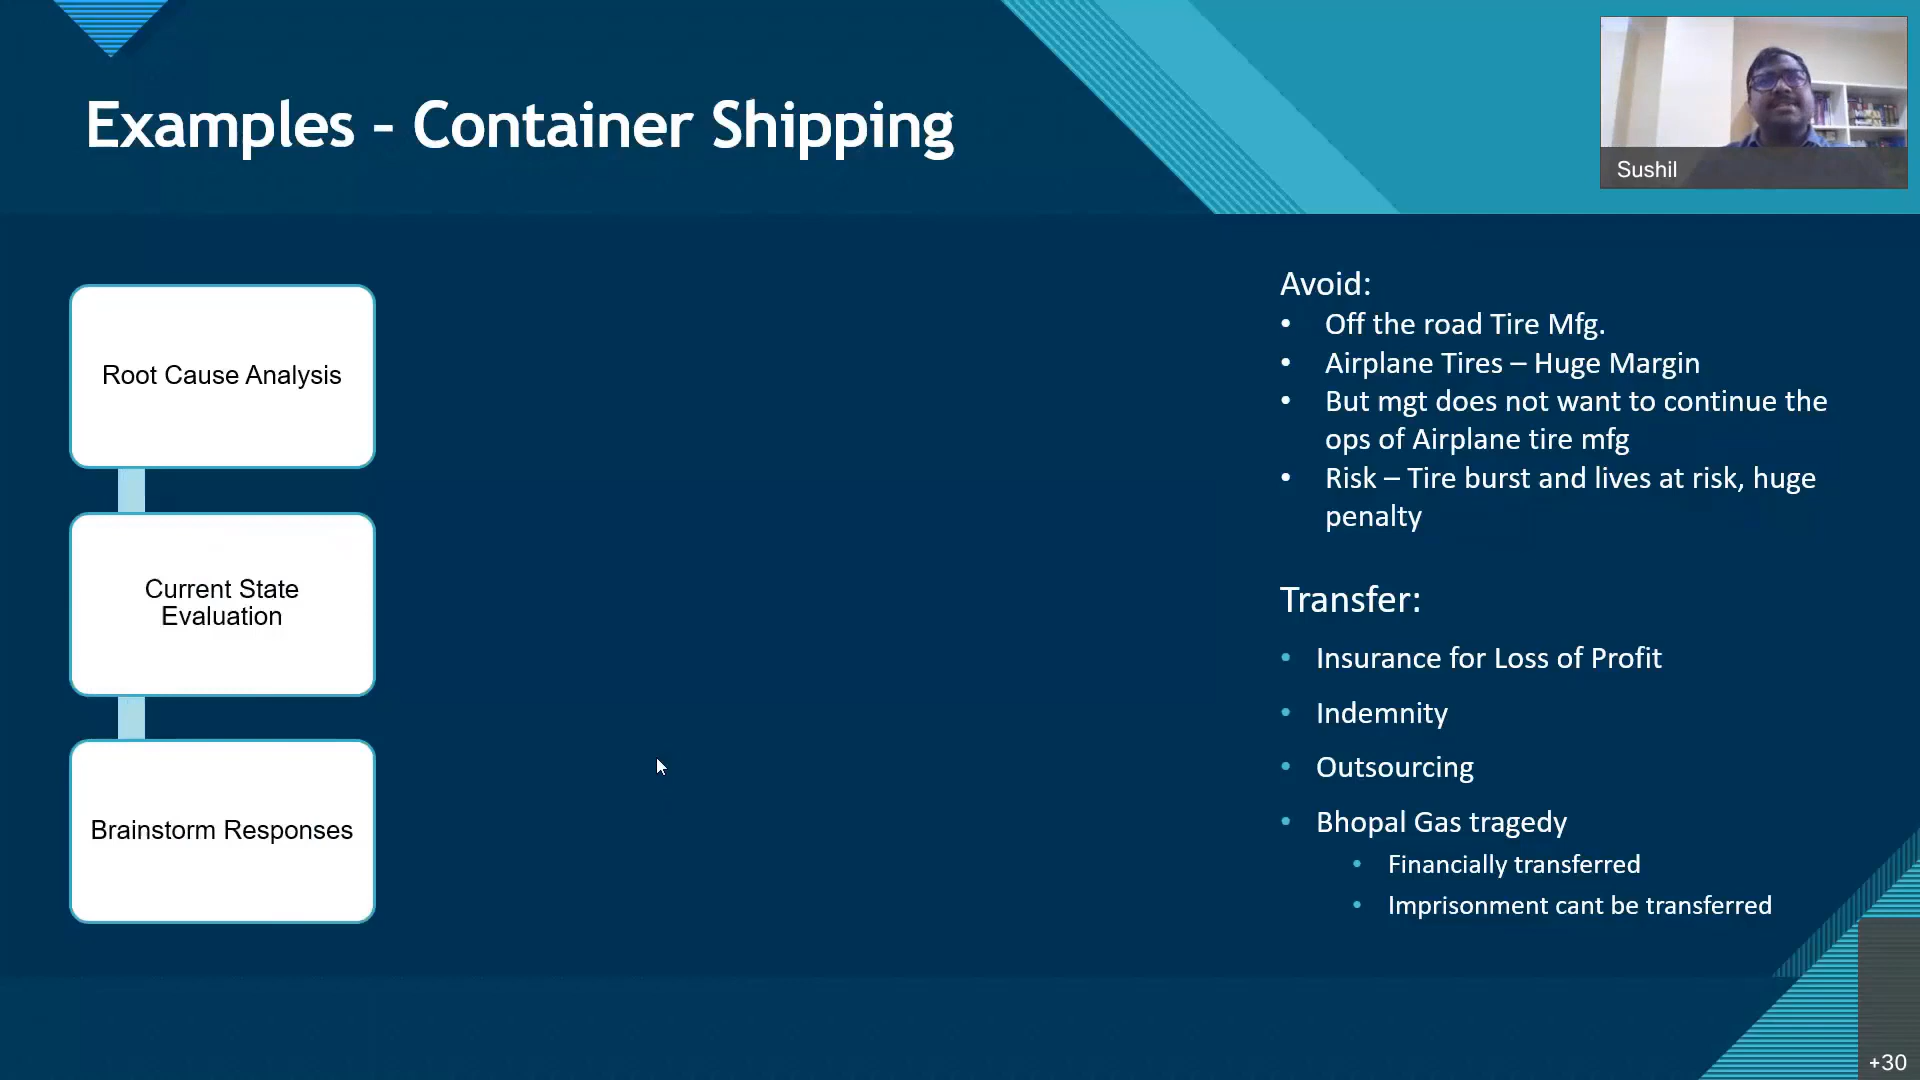 Examples – Container Shipping
Sushil
Root Cause Analysis
Current State
Evaluation
Brainstorm Responses
Avoid:
• Off the road Tire Mfg.
• Airplane Tires – Huge Margin
• But mgt does not want to continue the
ops of Airplane tire mfg
• Risk – Tire burst and lives at risk, huge
penalty
Transfer:
• Insurance for Loss of Profit
• Indemnity
• Outsourcing
• Bhopal Gas tragedy
• Financially transferred
• Imprisonment cant be transferred
+30